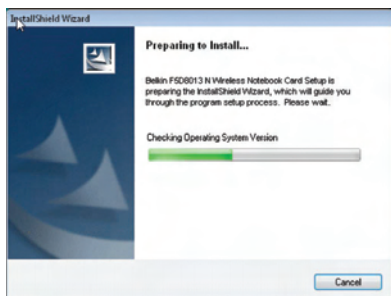 InstallShield Wizard
Preparing to Install...
Belkin F5D8013 N Wireless Notebook Card Setup is
preparing the InstallShield Wizard, which will guide you
through the program setup process. Please wait.
Checking Operating System Version
Cancel